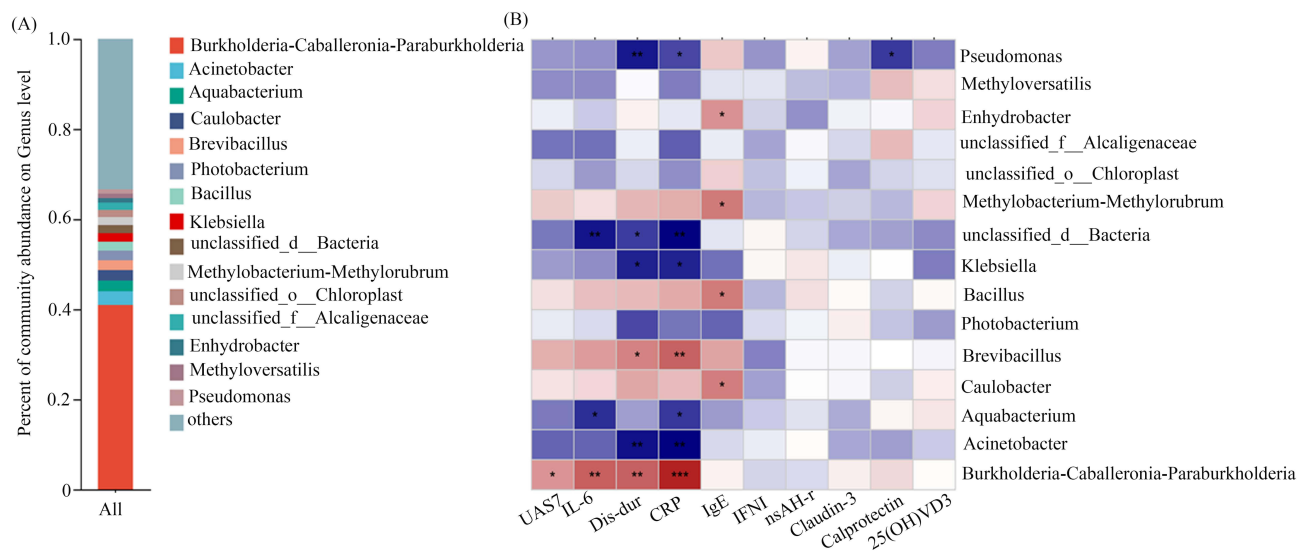 (A)
Percent of community abundance on Genus level
1.0
0.8
0.6
0.4
0.2
0
All
Burkholderia-Caballeronia-Paraburkholderia
Acinetobacter
Aquabacterium
Caulobacter
Brevibacillus
Photobacterium
Bacillus
Klebsiella
unclassified_d__Bacteria
Methylobacterium-Methylorubrum
unclassified_o__Chloroplast
unclassified_f__Alcaligenaceae
Enhydrobacter
Methyloversatilis
Pseudomonas
others
(B)
** * * Pseudomonas
Methyloversatilis
* Enhydrobacter
unclassified_f__Alcaligenaceae
unclassified_o__Chloroplast
* Methylobacterium-Methylorubrum
** * ** unclassified_d__Bacteria
* * Klebsiella
* Bacillus
Photobacterium
* ** Brevibacillus
* Caulobacter
* * Aquabacterium
** ** Acinetobacter
* ** ** *** Burkholderia-Caballeronia-Paraburkholderia
UAS7 IL-6 Dis-dur CRP IgE IFNI nsAH-r Claudin-3 Calprotectin 25(OH)VD3